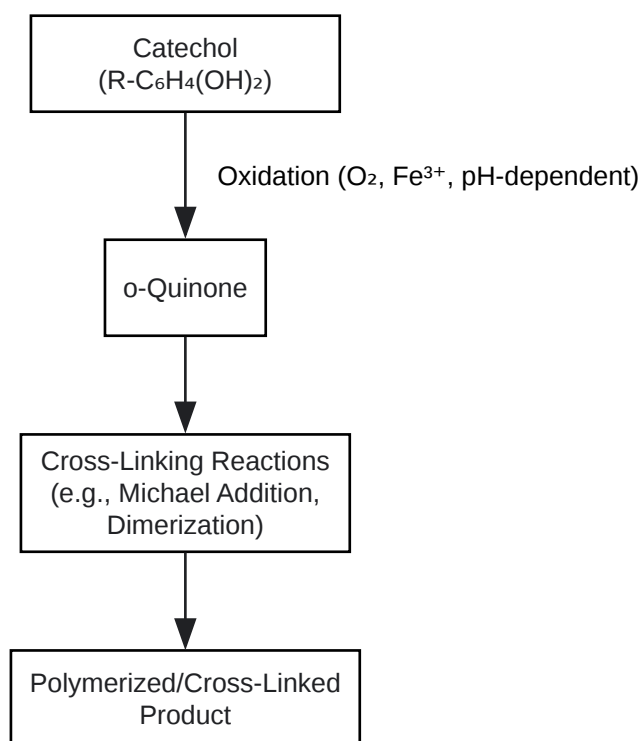 Catechol
(R-C₆H₄(OH)₂)
Oxidation (O₂, Fe³⁺, pH-dependent)
o-Quinone
Cross-Linking Reactions
(e.g., Michael Addition,
Dimerization)
Polymerized/Cross-Linked
Product